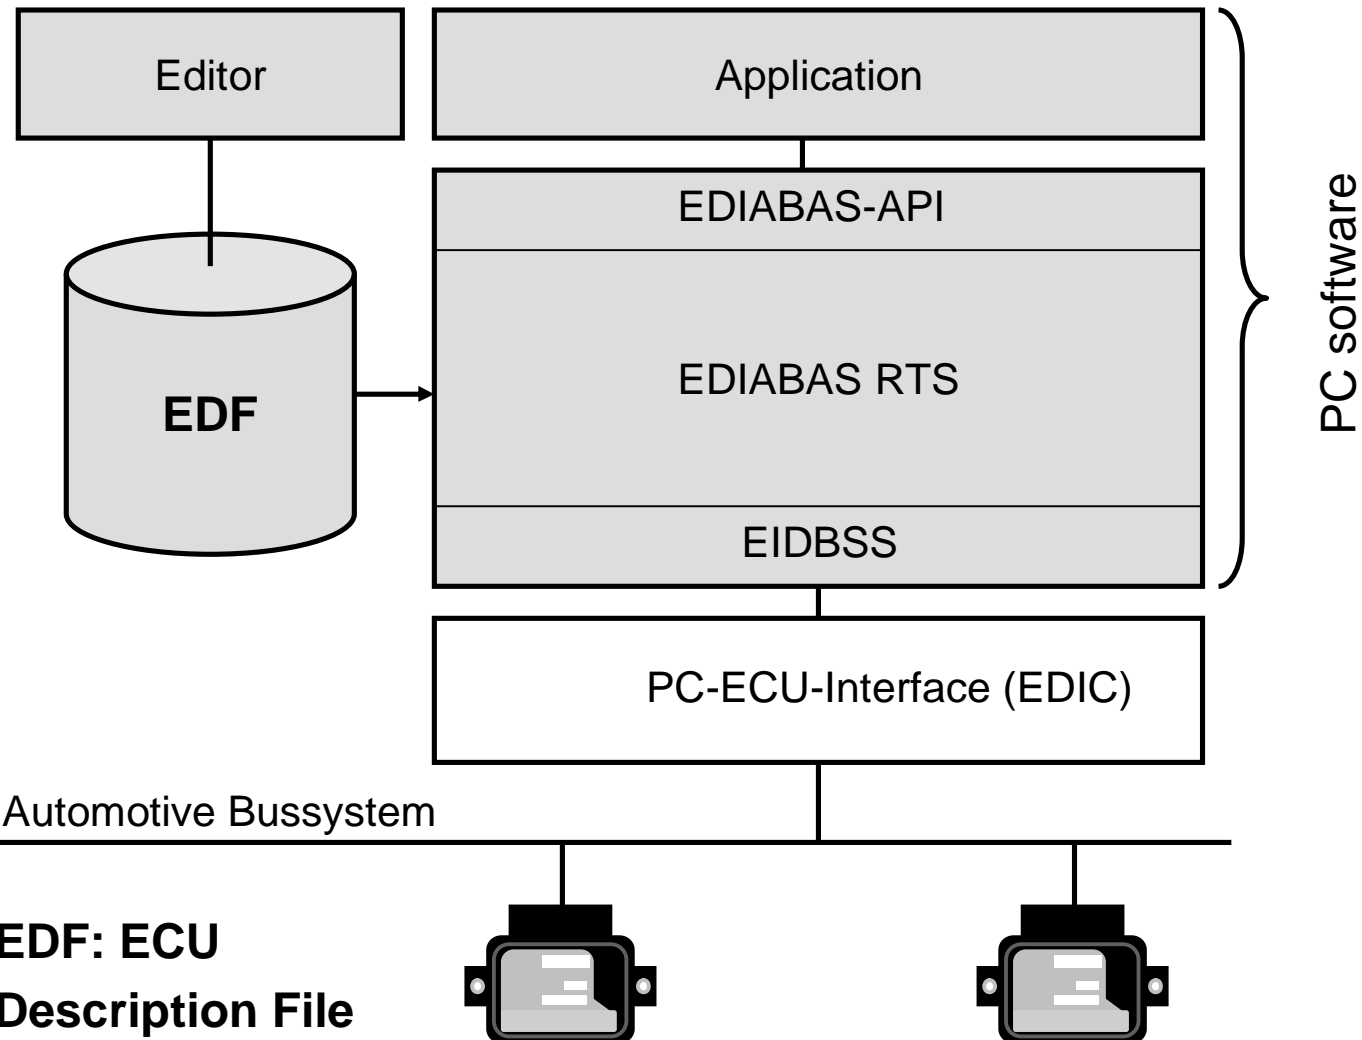 Editor
Application
EDIABAS-API
PC software
EDIABAS RTS
EDF
EIDBSS
PC-ECU-Interface (EDIC)
Automotive Bussystem
EDF: ECU
Description File